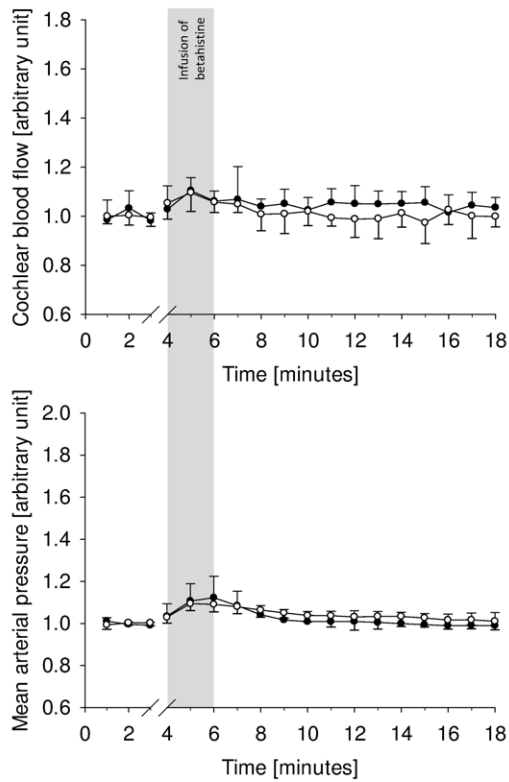 1.8
1.6
1.4
1.2
1.0
0.8
0.6
Cochlear blood flow [arbitrary unit]
Infusion of
betahistine
0 2 4 6 8 10 12 14 16 18
Time [minutes]
2.0
1.8
1.6
1.4
1.2
1.0
0.8
0.6
Mean arterial pressure [arbitrary unit]
0 2 4 6 8 10 12 14 16 18
Time [minutes]